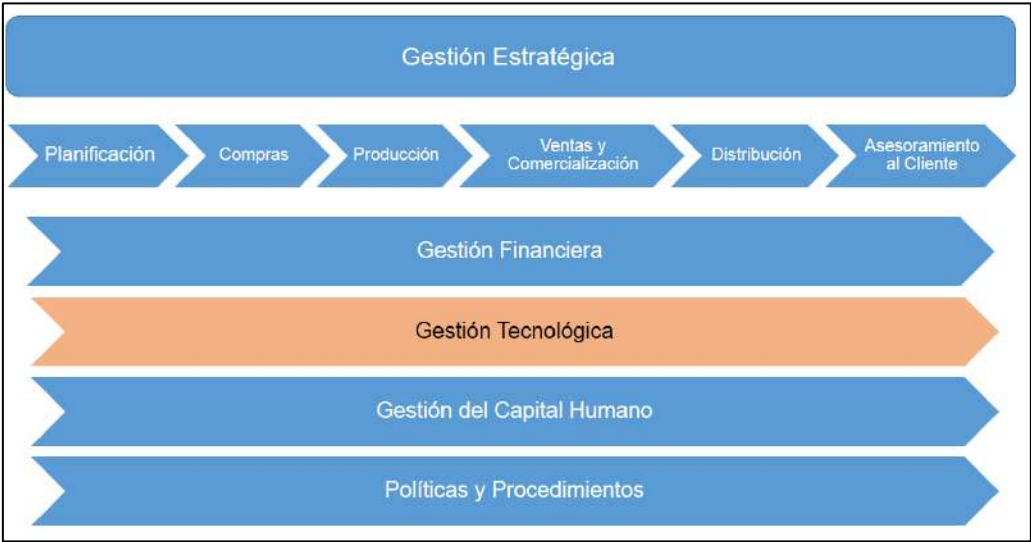 Gestión Estratégica
Planificación
Compras
Producción
Ventas y
Comercialización
Distribución
Asesoramiento
al Cliente
Gestión Financiera
Gestión Tecnológica
Gestión del Capital Humano
Políticas y Procedimientos